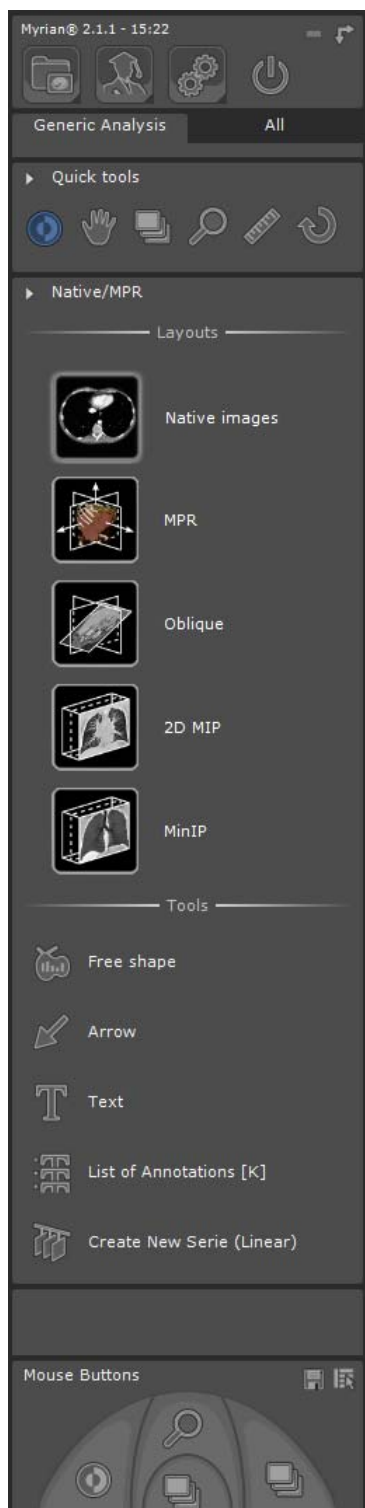 Myrian® 2.1.1 - 15:22
Generic Analysis All
Quick tools
Native/MPR
Layouts
Native images
MPR
Oblique
2D MIP
MinIP
Tools
Free shape
Arrow
T Text
List of Annotations [K]
Create New Serie (Linear)
Mouse Buttons